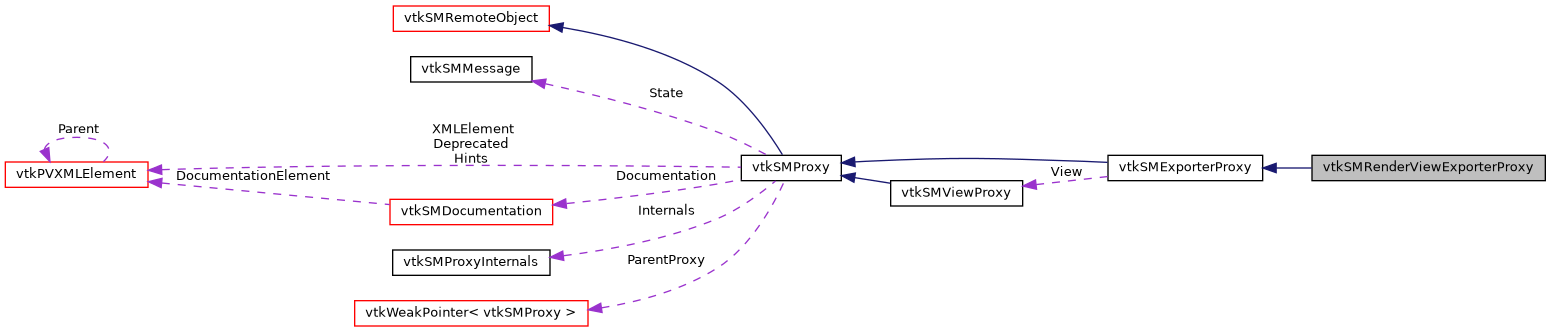 vtkSMRemoteObject
vtkSMMessage
State
Parent
XMLElement
Deprecated
Hints
vtkPVXMLElement
DocumentationElement
Documentation
vtkSMProxy
vtkSMExporterProxy
vtkSMRenderViewExporterProxy
View
vtkSMViewProxy
vtkSMDocumentation
Internals
vtkSMProxyInternals
ParentProxy
vtkWeakPointer< vtkSMProxy >